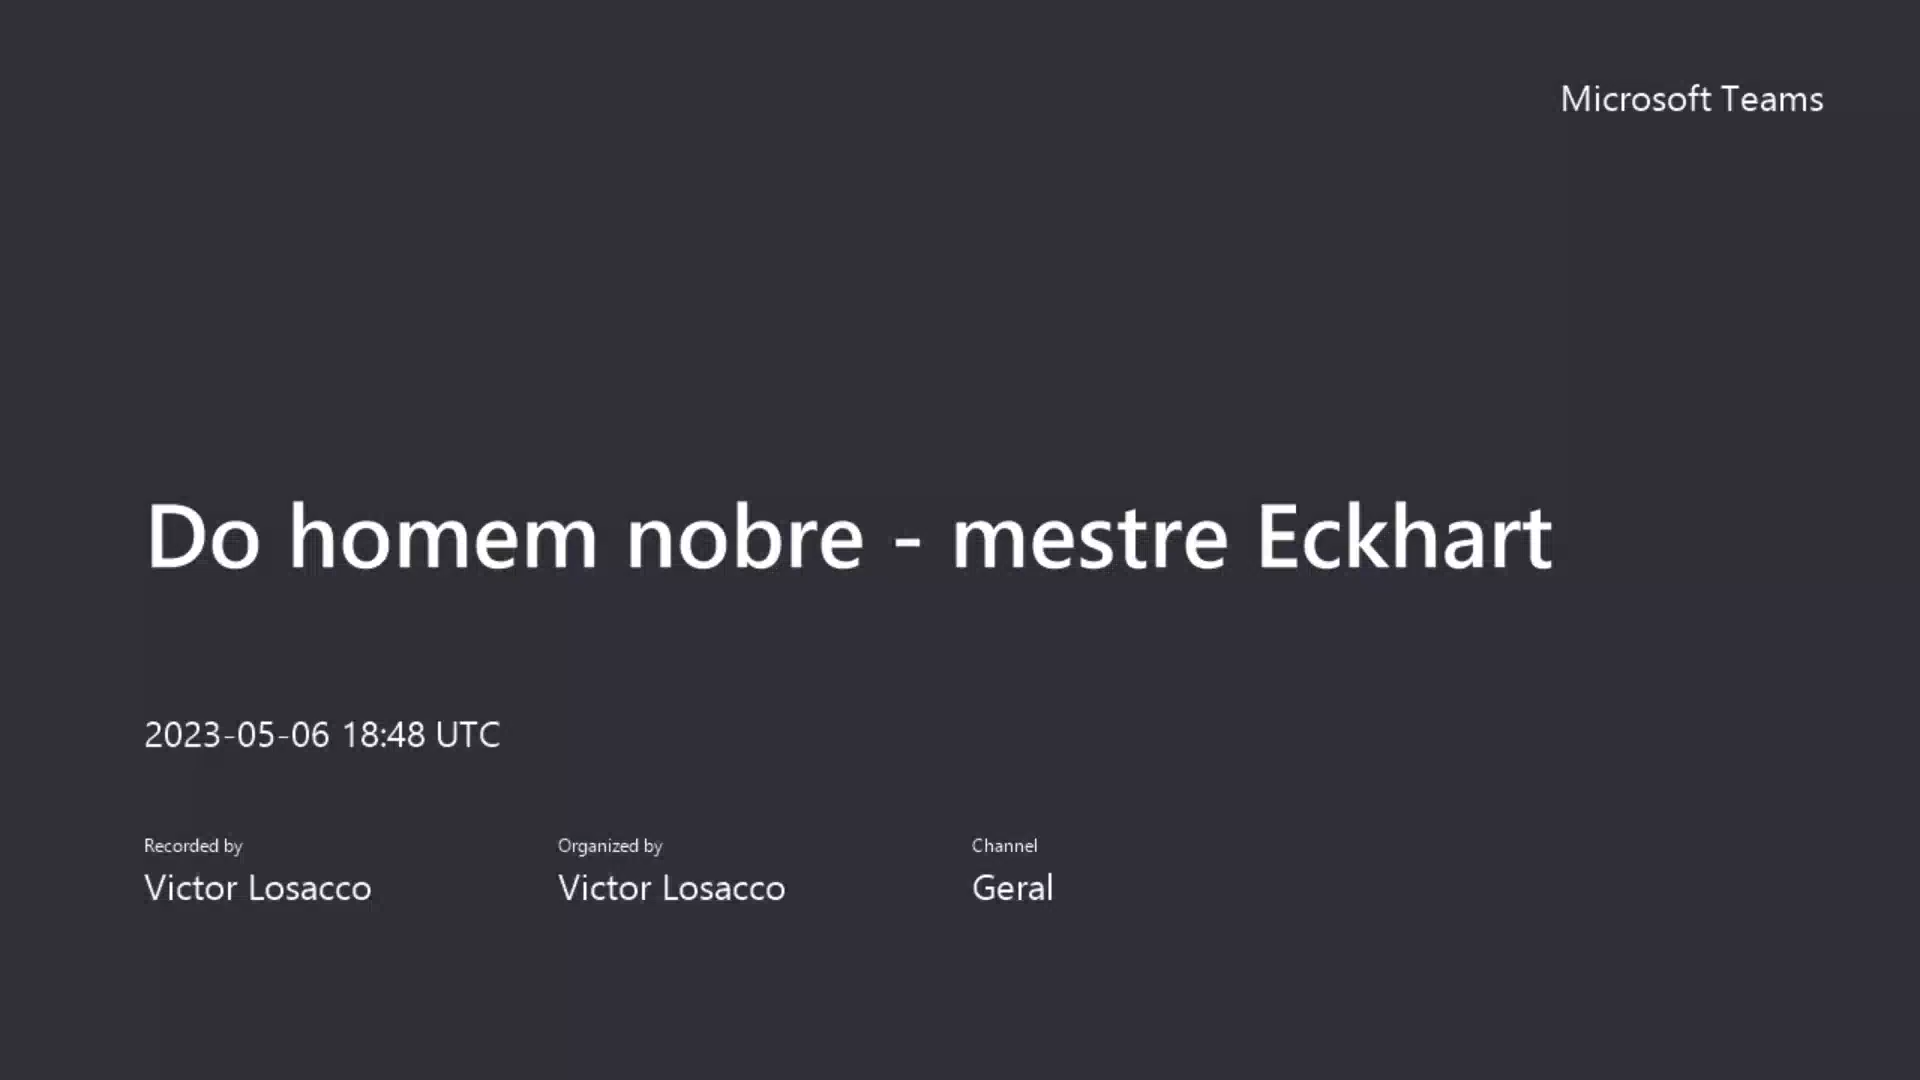 Microsoft Teams
Do homem nobre - mestre Eckhart
2023-05-06 18:48 UTC
Recorded by
Victor Losacco
Organized by
Victor Losacco
Channel
Geral